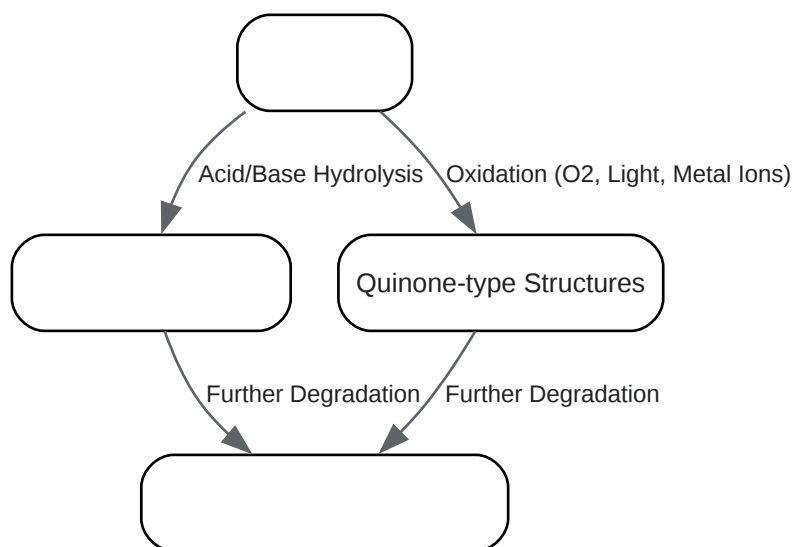 Acid/Base Hydrolysis
Oxidation (O2, Light, Metal Ions)
Quinone-type Structures
Further Degradation
Further Degradation